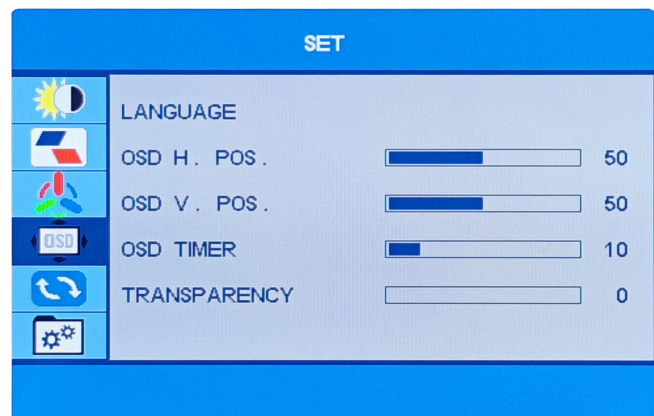 SET
LANGUAGE
OSD H. POS. 50
OSD V. POS. 50
OSD
OSD TIMER 10
TRANSPARENCY 0